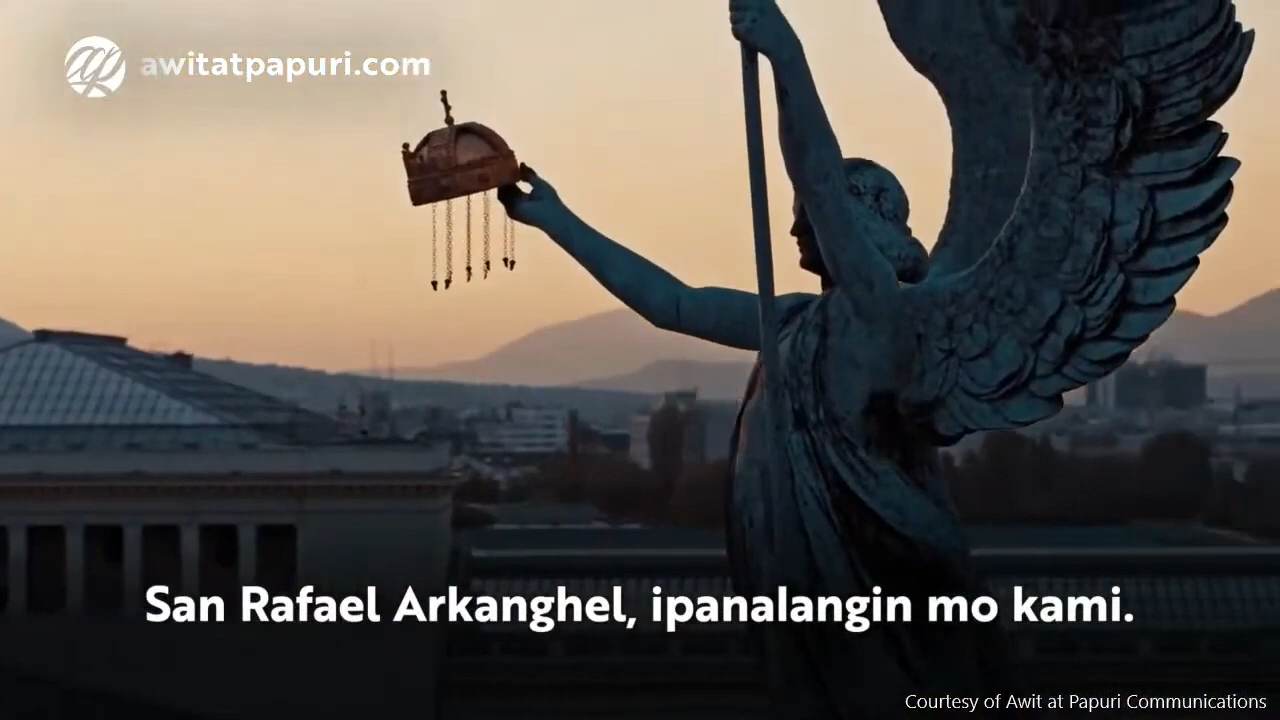 awitatpapuri.com
San Rafael Arkanghel, ipanalangin mo kami.
Courtesy of Awit at Papuri Communications